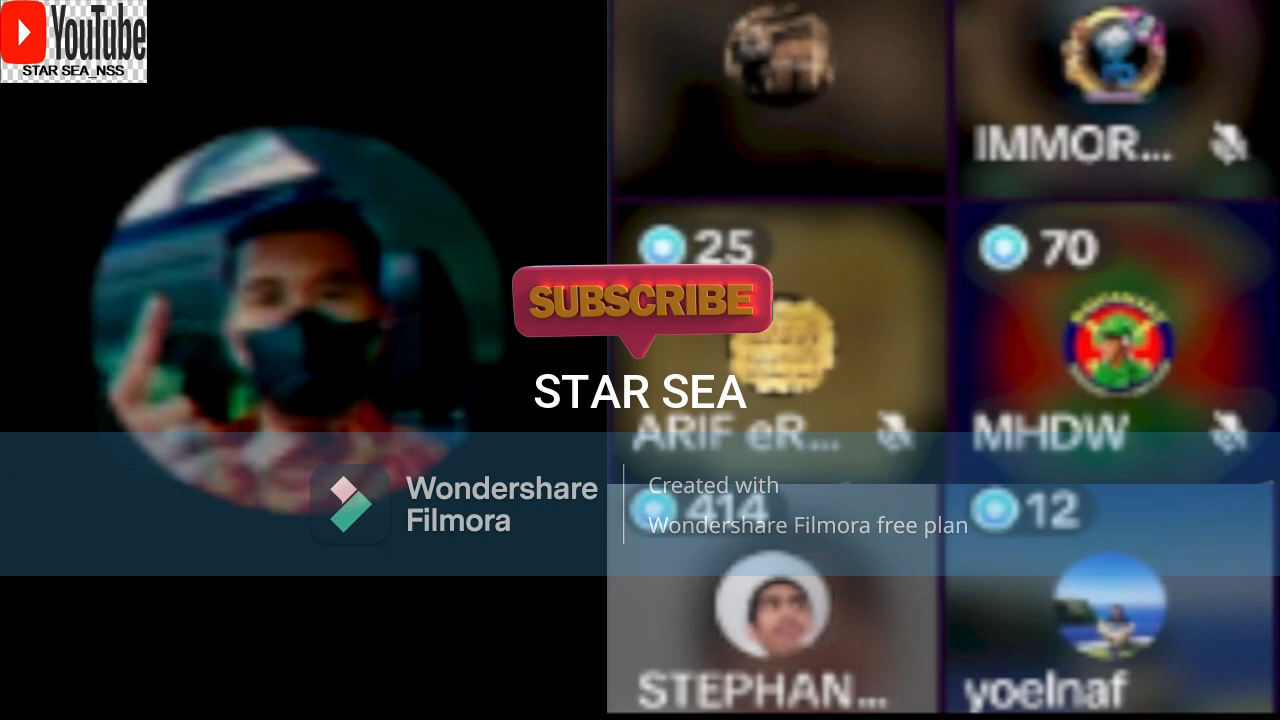 YouTube
STAR SEA_NSS
IMMOR...
25
70
SUBSCRIBE
STAR SEA
ARIF eR...
MHDW
Wondershare
Filmora
Created with
Wondershare Filmora free plan
414
12
STEPHAN...
yoelnaf